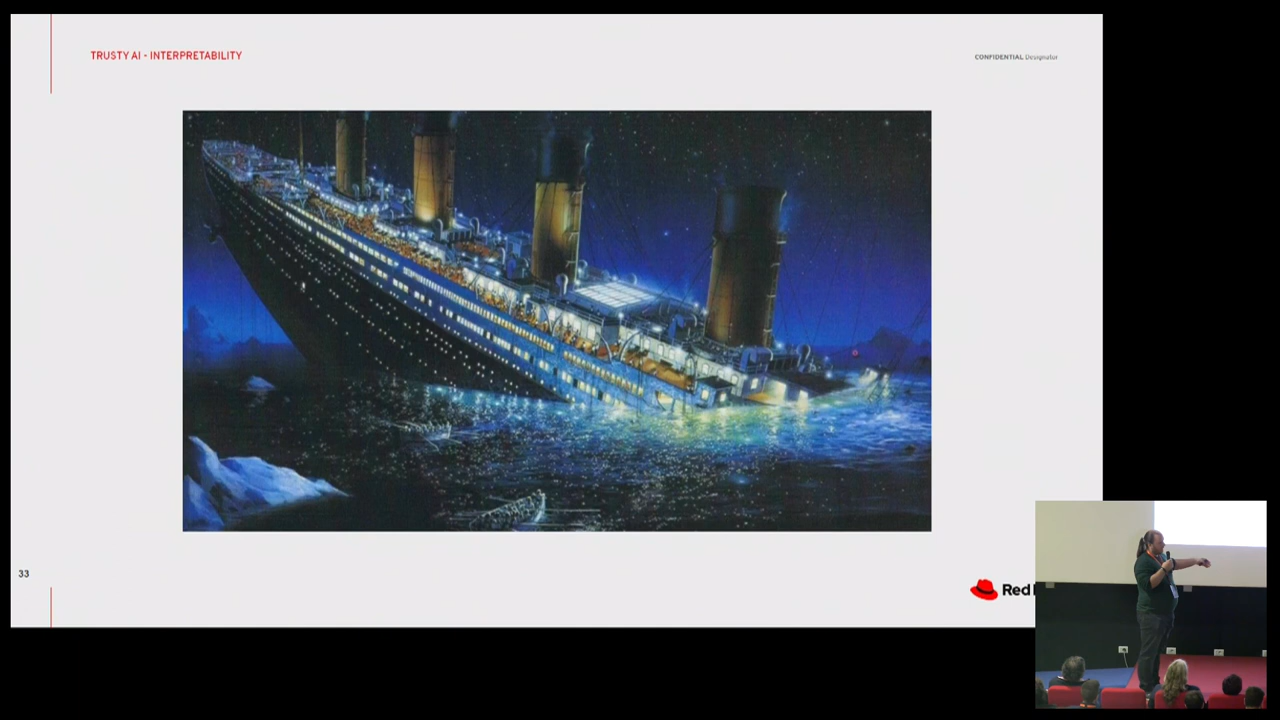 TRUSTY AI - INTERPRETABILITY
CONFIDENTIAL Designator
33
Red